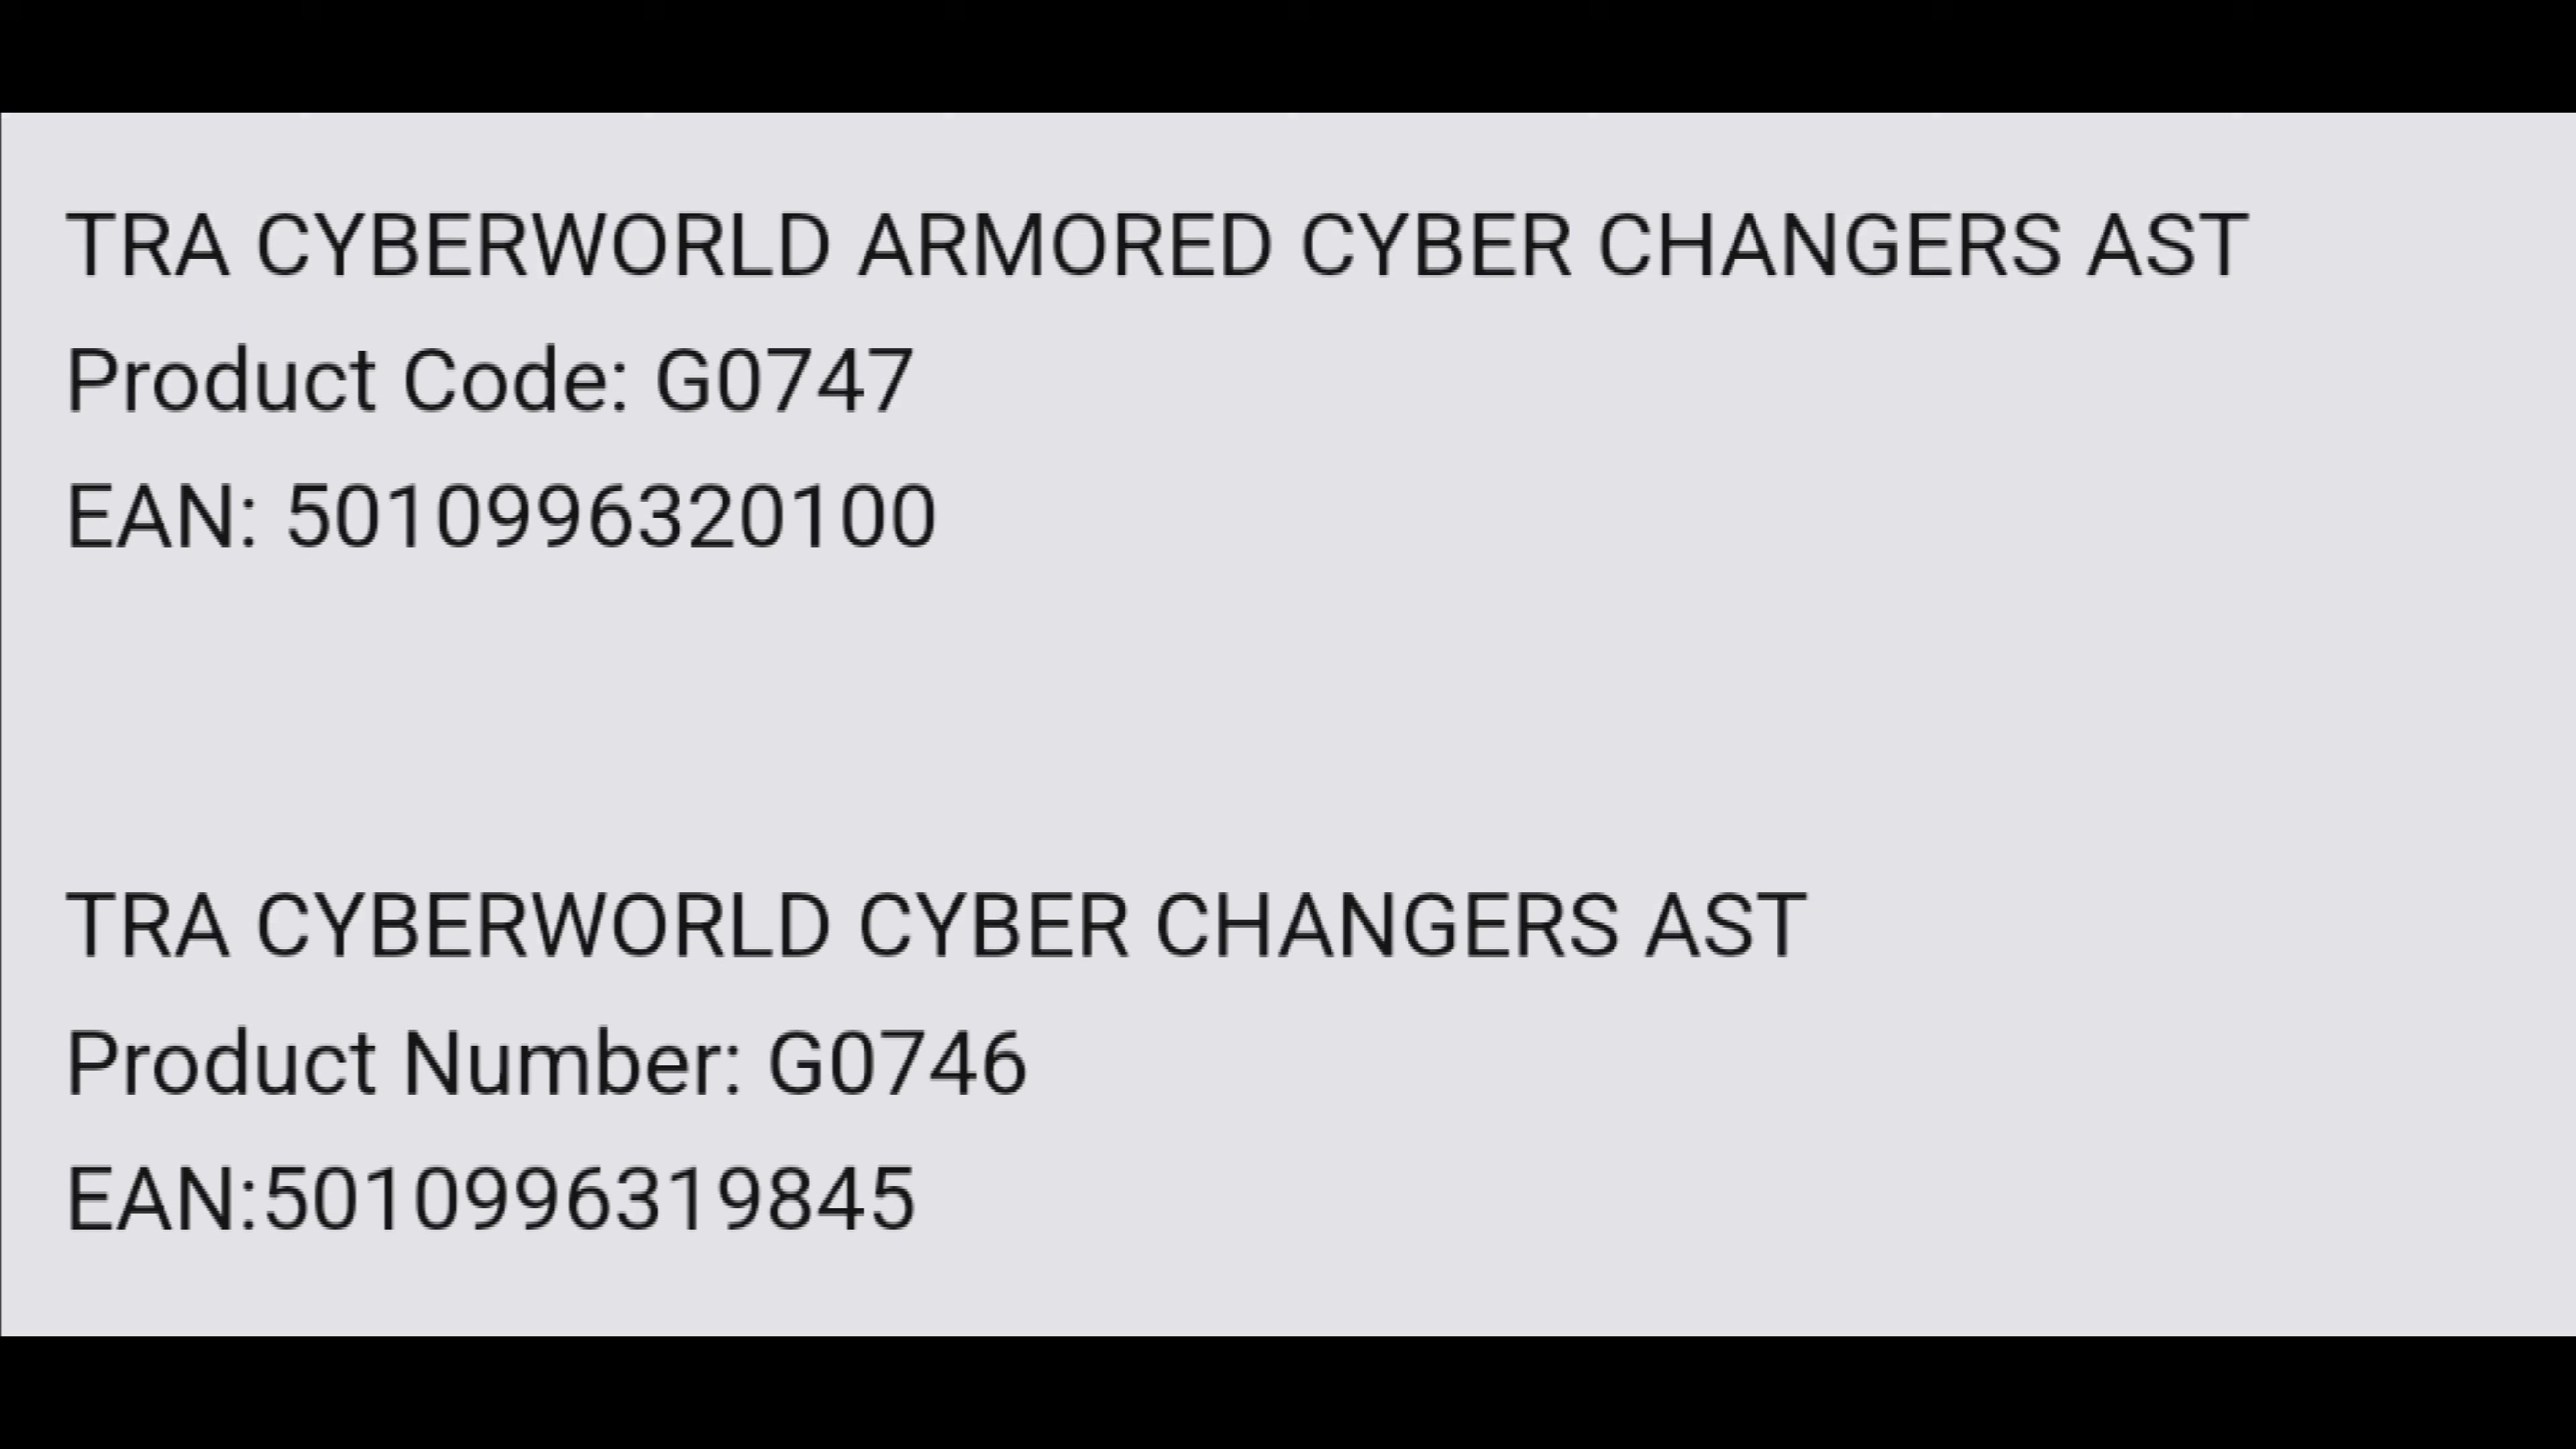 TRA CYBERWORLD ARMORED CYBER CHANGERS AST
Product Code: G0747
EAN: 5010996320100
TRA CYBERWORLD CYBER CHANGERS AST
Product Number: G0746
EAN:5010996319845